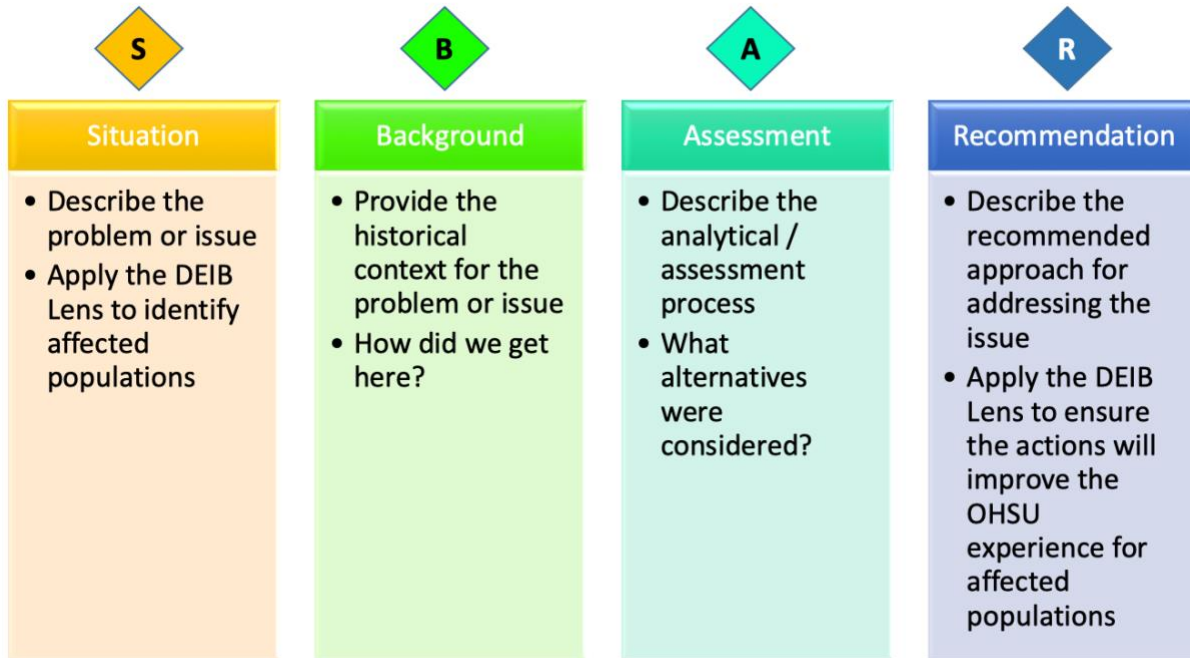 S
Situation
• Describe the
problem or issue
• Apply the DEIB
Lens to identify
affected
populations
B
Background
• Provide the
historical
context for the
problem or issue
• How did we get
here?
A
Assessment
• Describe the
analytical /
assessment
process
• What
alternatives
were
considered?
R
Recommendation
• Describe the
recommended
approach for
addressing the
issue
• Apply the DEIB
Lens to ensure
the actions will
improve the
OHSU
experience for
affected
populations